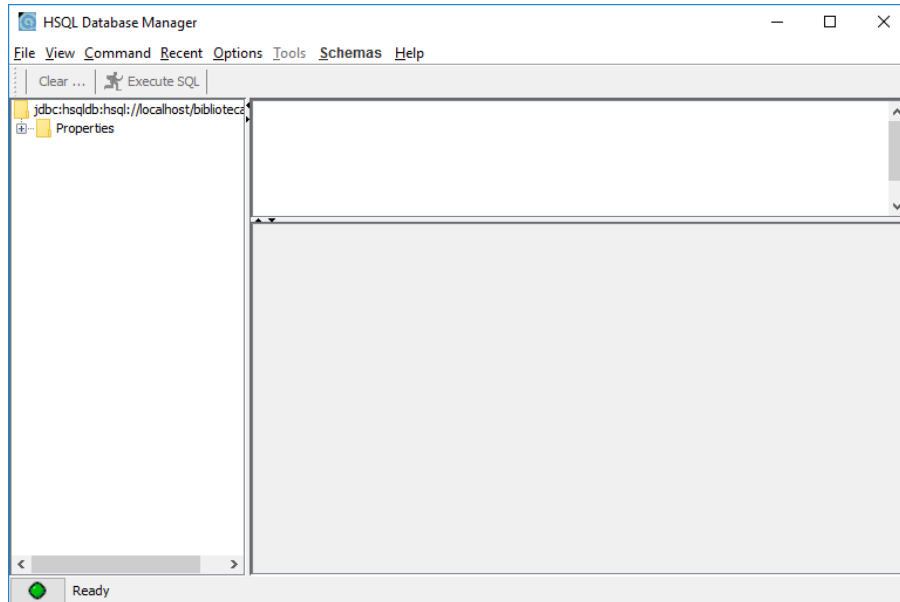 HSQL Database Manager
File View Command Recent Options Tools Schemas Help
Clear ... Execute SQL
jdbc:hsqldb:hsql://localhost/biblioteca
Properties
Ready